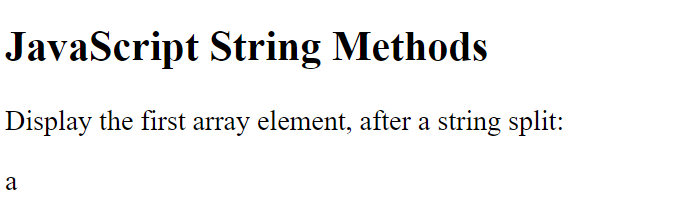 JavaScript String Methods
Display the first array element, after a string split:
a